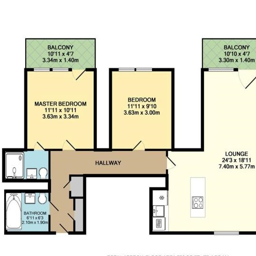 BALCONY
10'11 x 4'7
3.34m x 1.40m
BALCONY
10'10 x 4'7
3.30m x 1.40m
MASTER BEDROOM
11'11 x 10'11
3.63m x 3.34m
BEDROOM
11'11 x 9'10
3.63m x 3.00m
LOUNGE
24'3 x 18'11
7.40m x 5.77m
HALLWAY
BATHROOM